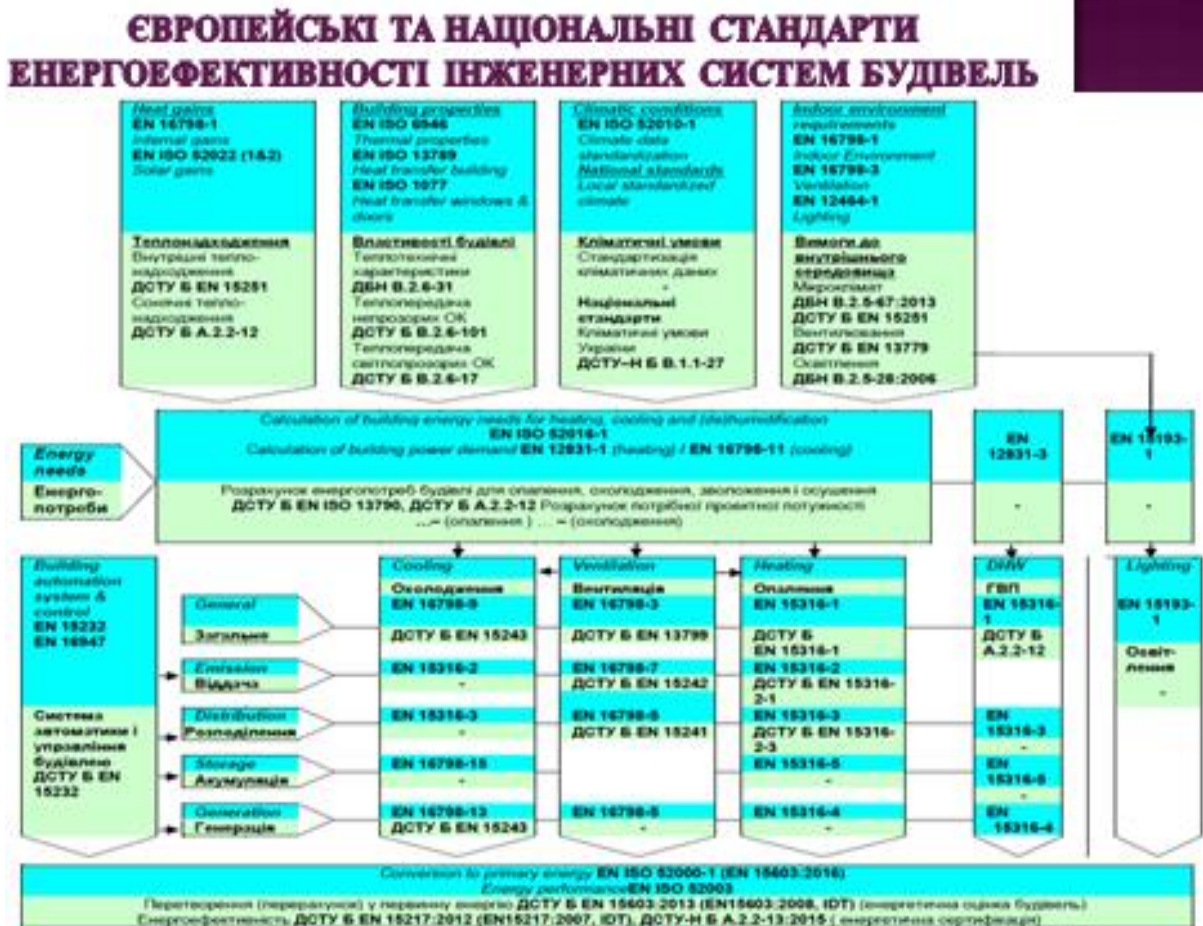 ЄВРОПЕЙСЬКІ ТА НАЦІОНАЛЬНІ СТАНДАРТИ
ЕНЕРГОЕФЕКТИВНОСТІ ІНЖЕНЕРНИХ СИСТЕМ БУДІВЕЛЬ
Heat gains
EN 16798-1
Internal gains
EN ISO 52022 (1&2)
Solar gains
Теплонадходження
Внутрішні тепло-
надходження
ДСТУ Б EN 15251
Сонячні тепло-
надходження
ДСТУ Б А.2.2-12
Building properties
EN ISO 6946
Thermal properties
EN ISO 13789
Heat transfer building
EN ISO 1077
Heat transfer windows &
doors
Властивості будівлі
Теплотехнічні
характеристики
ДБН В.2.6-31
Теплопередача
непрозорих ОК
ДСТУ Б В.2.6-101
Теплопередача
світлопрозорих ОК
ДСТУ Б В.2.6-17
Climatic conditions
EN ISO 52010-1
Climate data
standardization
National standards
Local standardized
climate
Кліматичні умови
Стандартизація
кліматичних даних
-
Національні
стандарти
Кліматичні умови
України
ДСТУ-Н Б В.1.1-27
Indoor environment
requirements
EN 16798-1
Indoor Environment
EN 16798-3
Ventilation
EN 12464-1
Lighting
Вимоги до
внутрішнього
середовища
Мікроклімат
ДБН В.2.5-67:2013
ДСТУ Б EN 15251
Вентилювання
ДСТУ Б EN 13779
Освітлення
ДБН В.2.5-28:2006
Energy
needs
Енерго-
потреби
Calculation of building energy needs for heating, cooling and (de)humidification
EN ISO 52016-1
Calculation of building power demand EN 12831-1 (heating) / EN 16798-11 (cooling)
Розрахунок енергопотреб будівлі для опалення, охолодження, зволоження і осушення
ДСТУ Б EN ISO 13790, ДСТУ Б А.2.2-12 Розрахунок потрібної проектної потужності
...– (опалення ) ... – (охолодження)
EN
12831-3
-
EN 15193-
1
-
Building
automation
system &
control
EN 15232
EN 16947
Система
автоматики і
управління
будівлею
ДСТУ Б EN
15232
General
Загальне
Emission
Віддача
Distribution
Розподілення
Storage
Акумуляція
Generation
Генерація
Cooling
Охолодження
EN 16798-9
ДСТУ Б EN 15243
EN 15316-2
-
EN 15316-3
-
EN 16798-15
-
EN 16798-13
ДСТУ Б EN 15243
Ventilation
Вентиляція
EN 16798-3
ДСТУ Б EN 13799
EN 16798-7
ДСТУ Б EN 15242
EN 16798-5
ДСТУ Б EN 15241
EN 16798-5
-
Heating
Опалення
EN 15316-1
ДСТУ Б
EN 15316-1
EN 15316-2
ДСТУ Б EN 15316-
2-1
EN 15316-3
ДСТУ Б EN 15316-
2-3
EN 15316-5
-
EN 15316-4
-
DHW
ГВП
EN 15316-
1
ДСТУ Б
А.2.2-12
EN
15316-3
-
EN
15316-5
-
EN
15316-4
Lighting
EN 15193-
1
Освіт-
лення
-
Conversion to primary energy EN ISO 52000-1 (EN 15603:2016)
Energy performance EN ISO 52003
Перетворення (перерахунок) у первинну енергію ДСТУ Б EN 15603:2013 (EN15603:2008, IDT) (енергетична оцінка будівель)
Енергоефективність ДСТУ Б EN 15217:2012 (EN15217:2007, IDT), ДСТУ-Н Б А.2.2-13:2015 ( енергетична сертифікація)